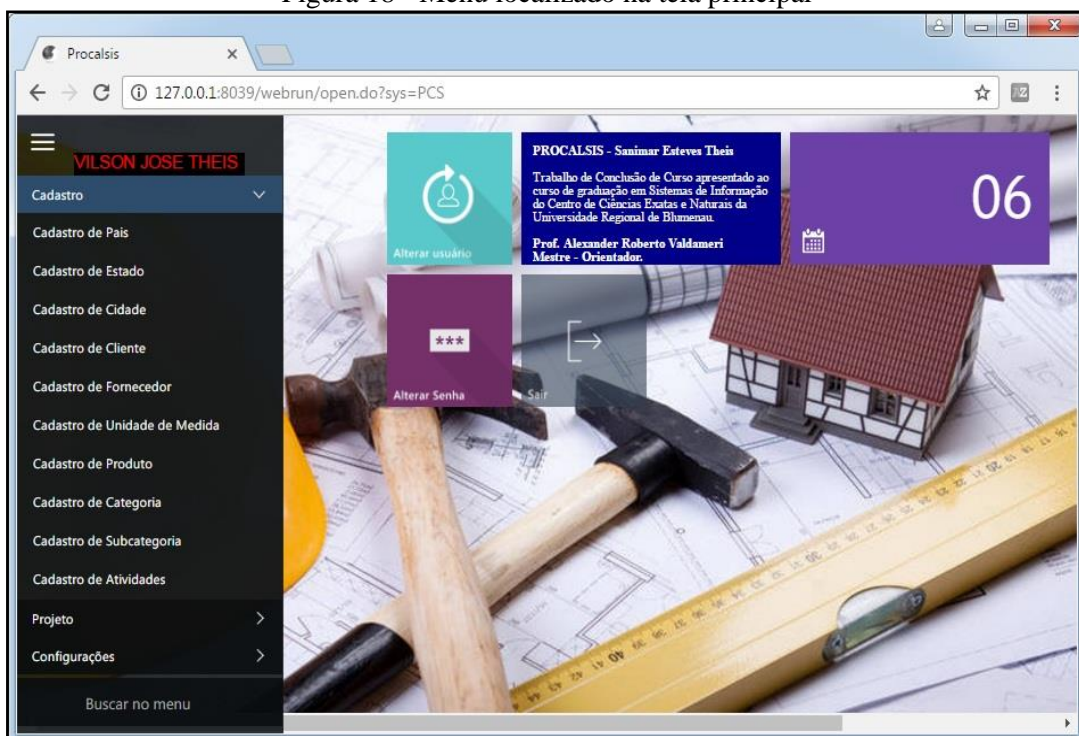 Figura 18 - Menu localizado na tela principal
Procalsis
127.0.0.1:8039/webrun/open.do?sys=PCS
VILSON JOSE THEIS
Cadastro
Cadastro de Pais
Cadastro de Estado
Cadastro de Cidade
Cadastro de Cliente
Cadastro de Fornecedor
Cadastro de Unidade de Medida
Cadastro de Produto
Cadastro de Categoria
Cadastro de Subcategoria
Cadastro de Atividades
Projeto
Configurações
Buscar no menu
Alterar usuário
PROCALSIS - Sanimar Esteves Theis
Trabalho de Conclusão de Curso apresentado ao
curso de graduação em Sistemas de Informação
do Centro de Ciências Exatas e Naturais da
Universidade Regional de Blumenau.
Prof. Alexander Roberto Valdameri
Mestre - Orientador.
06
***
Alterar Senha
Sair